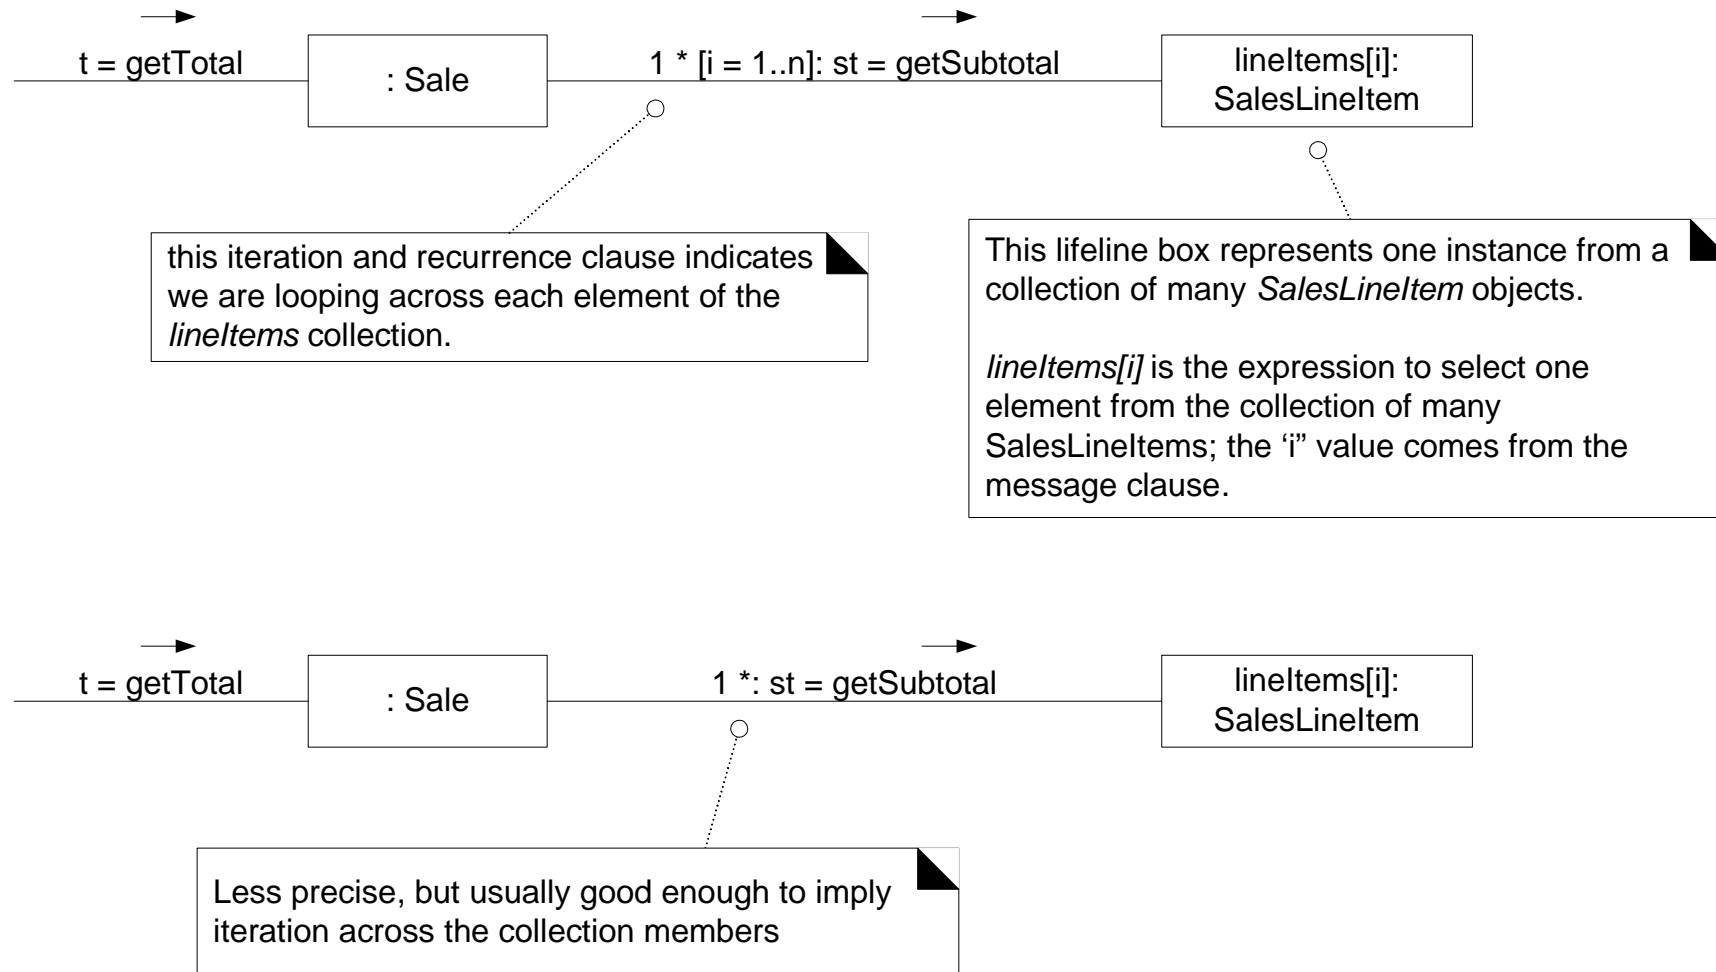 t = getTotal
: Sale
1 * [i = 1..n]: st = getSubtotal
lineItems[i]:
SalesLineItem
this iteration and recurrence clause indicates
we are looping across each element of the
lineItems collection.
This lifeline box represents one instance from a
collection of many SalesLineItem objects.
lineItems[i] is the expression to select one
element from the collection of many
SalesLineItems; the ‘i” value comes from the
message clause.
t = getTotal
: Sale
1 *: st = getSubtotal
lineItems[i]:
SalesLineItem
Less precise, but usually good enough to imply
iteration across the collection members